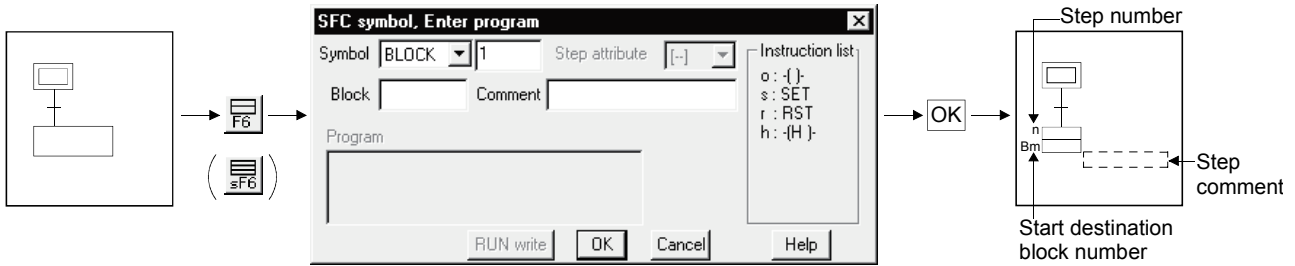 F6
sF6
SFC symbol, Enter program
Symbol BLOCK 1 Step attribute [--]
Block Comment
Program
Instruction list
o : -( )-
s : SET
r : RST
h : -(H )-
RUN write OK Cancel Help
OK
Step number
n
Bm
Step
comment
Start destination
block number